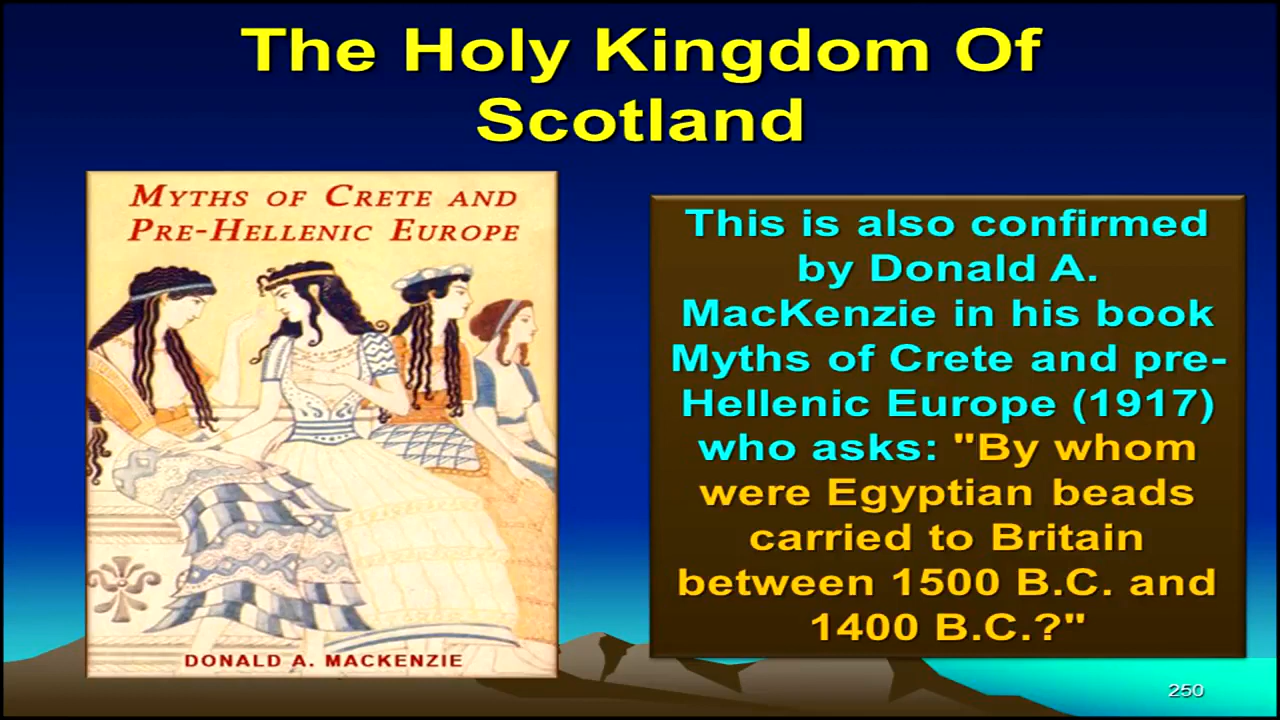 The Holy Kingdom Of
Scotland
MYTHS OF CRETE AND
PRE-HELLENIC EUROPE
DONALD A. MACKENZIE
This is also confirmed
by Donald A.
MacKenzie in his book
Myths of Crete and pre-
Hellenic Europe (1917)
who asks: "By whom
were Egyptian beads
carried to Britain
between 1500 B.C. and
1400 B.C.?"
250